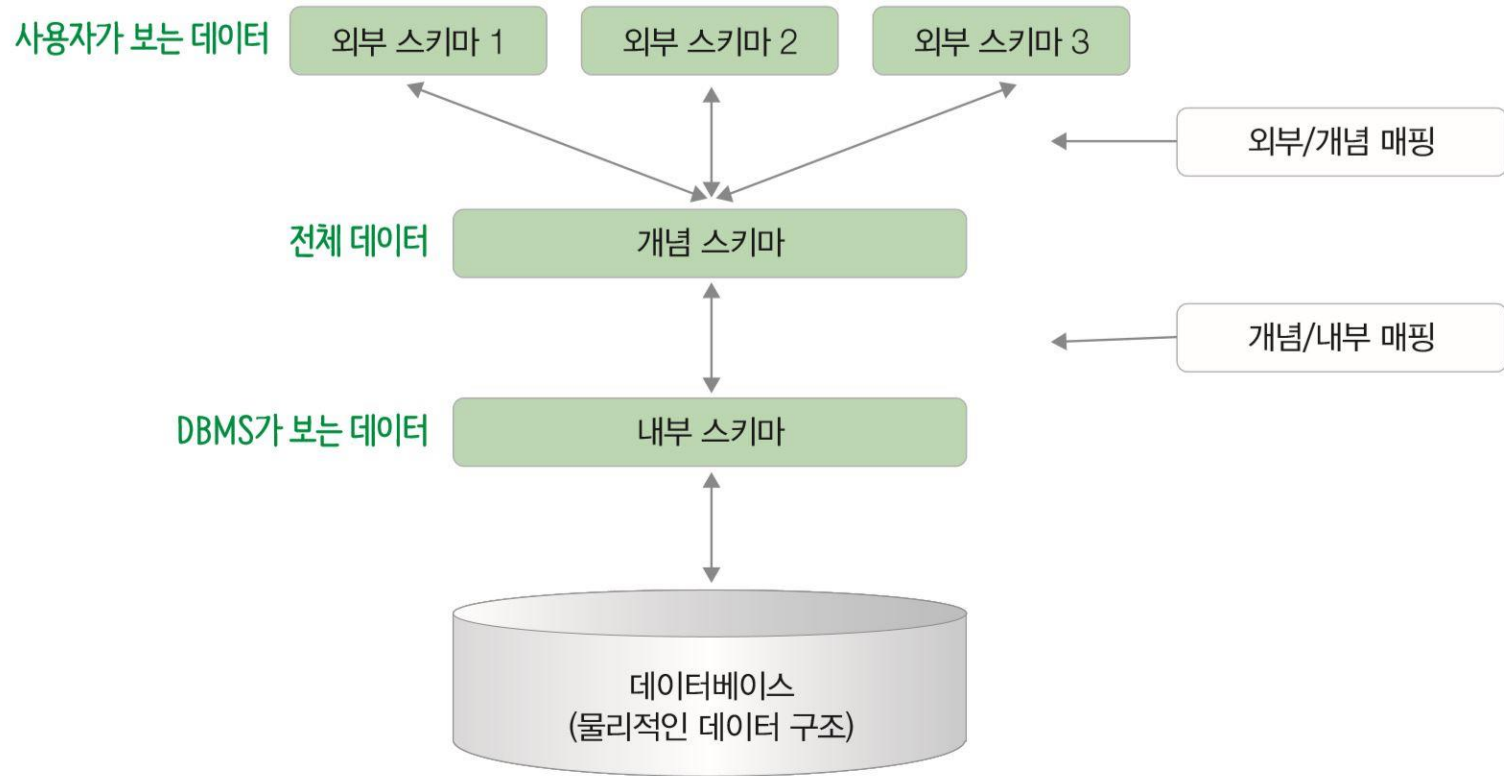 사용자가 보는 데이터
외부 스키마 1
외부 스키마 2
외부 스키마 3
외부/개념 매핑
전체 데이터
개념 스키마
개념/내부 매핑
DBMS가 보는 데이터
내부 스키마
데이터베이스
(물리적인 데이터 구조)